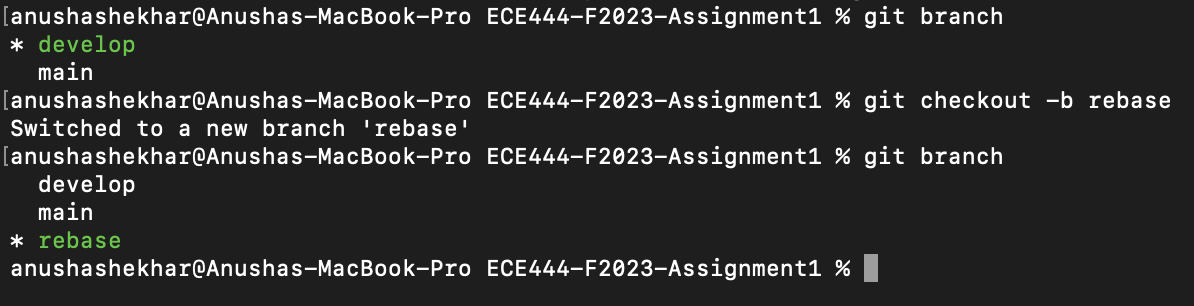 [anushashekhar@Anushas-MacBook-Pro ECE444-F2023-Assignment1 % git branch
* develop
  main
[anushashekhar@Anushas-MacBook-Pro ECE444-F2023-Assignment1 % git checkout -b rebase
Switched to a new branch 'rebase'
[anushashekhar@Anushas-MacBook-Pro ECE444-F2023-Assignment1 % git branch
  develop
  main
* rebase
anushashekhar@Anushas-MacBook-Pro ECE444-F2023-Assignment1 %